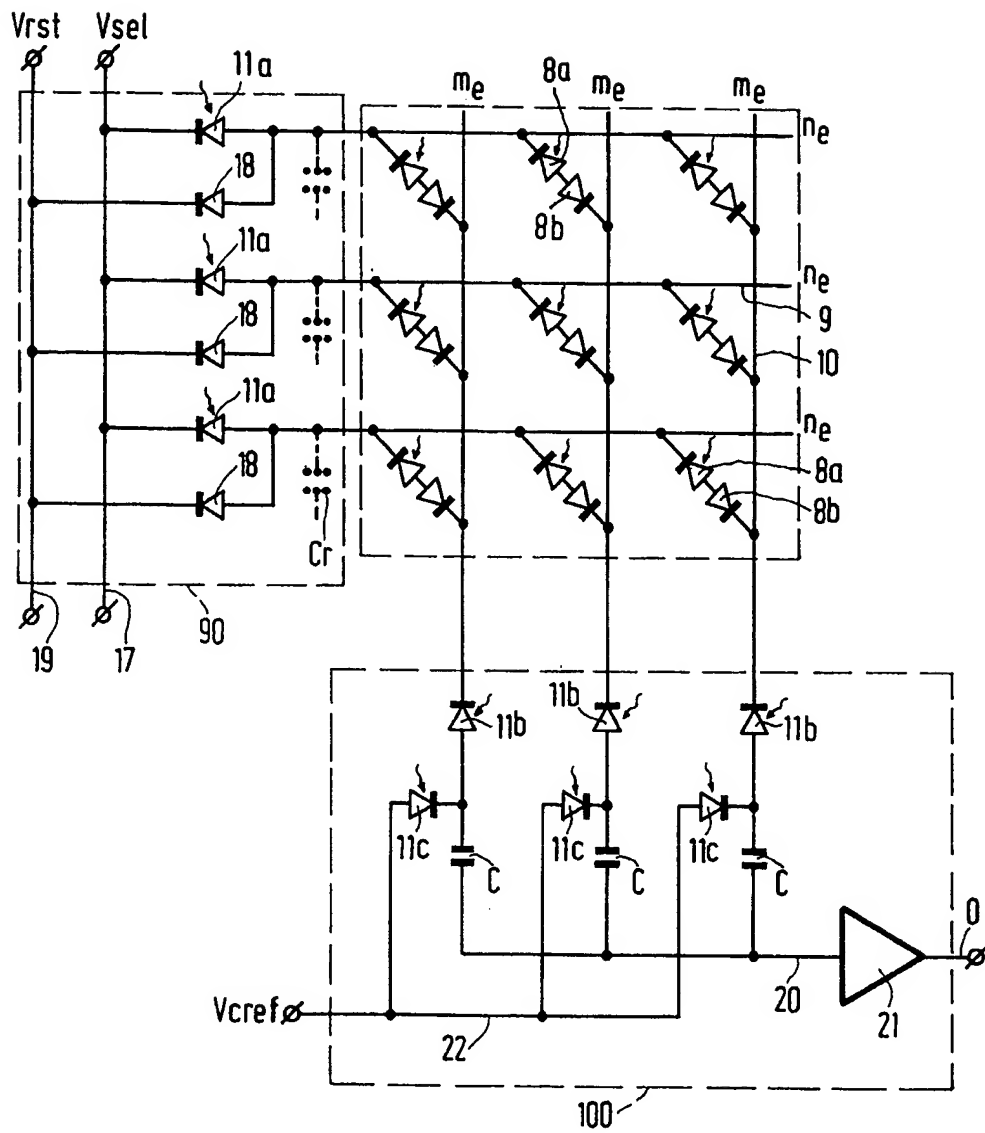 Vrst Vsel
11a 8a me me me
ne
18 8b
11a ne
9
18 10
11a ne
8a
18 8b
Cr
19 17 90
11b 11b 11b
11c 11c 11c
C C C
O
20 21
Vcref
22
100